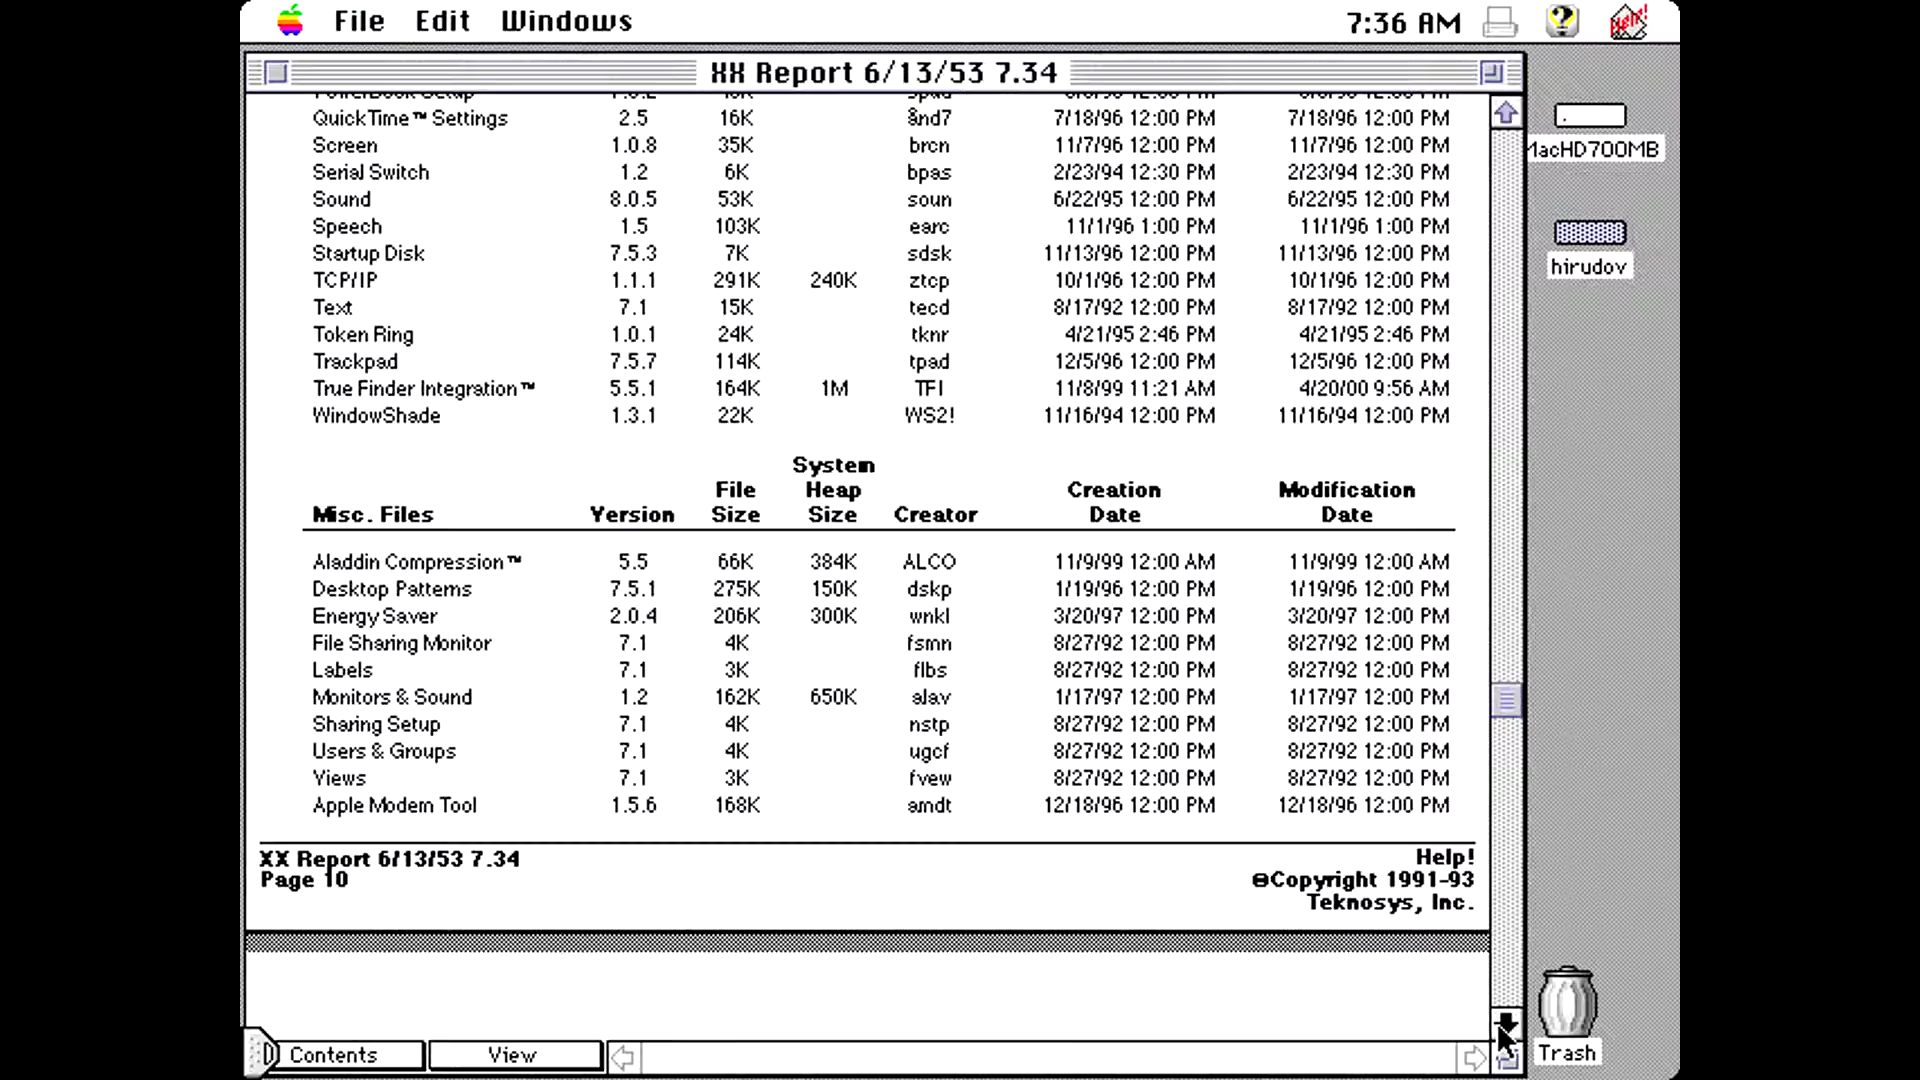 File Edit Windows 7:36 AM
XX Report 6/13/53 7.34
QuickTime™ Settings 2.5 16K 7/18/96 12:00 PM 7/18/96 12:00 PM
Screen 1.0.8 35K brcn 11/7/96 12:00 PM 11/7/96 12:00 PM
Serial Switch 1.2 6K bpas 2/23/94 12:30 PM 2/23/94 12:30 PM
Sound 8.0.5 53K soun 6/22/95 12:00 PM 6/22/95 12:00 PM
Speech 1.5 103K earc 11/1/96 1:00 PM 11/1/96 1:00 PM
Startup Disk 7.5.3 7K sdsk 11/13/96 12:00 PM 11/13/96 12:00 PM
TCP/IP 1.1.1 291K 240K ztcp 10/1/96 12:00 PM 10/1/96 12:00 PM
Text 7.1 15K tecd 8/17/92 12:00 PM 8/17/92 12:00 PM
Token Ring 1.0.1 24K tknr 4/21/95 2:46 PM 4/21/95 2:46 PM
Trackpad 7.5.7 114K tpad 12/5/96 12:00 PM 12/5/96 12:00 PM
True Finder Integration™ 5.5.1 164K 1M TFI 11/8/99 11:21 AM 4/20/00 9:56 AM
WindowShade 1.3.1 22K WS2! 11/16/94 12:00 PM 11/16/94 12:00 PM
System
File Heap Creation Modification
Misc. Files Version Size Size Creator Date Date
Aladdin Compression™ 5.5 66K 384K ALCO 11/9/99 12:00 AM 11/9/99 12:00 AM
Desktop Patterns 7.5.1 275K 150K dskp 1/19/96 12:00 PM 1/19/96 12:00 PM
Energy Saver 2.0.4 206K 300K wnkl 3/20/97 12:00 PM 3/20/97 12:00 PM
File Sharing Monitor 7.1 4K fsmn 8/27/92 12:00 PM 8/27/92 12:00 PM
Labels 7.1 3K flbs 8/27/92 12:00 PM 8/27/92 12:00 PM
Monitors & Sound 1.2 162K 650K alav 1/17/97 12:00 PM 1/17/97 12:00 PM
Sharing Setup 7.1 4K nstp 8/27/92 12:00 PM 8/27/92 12:00 PM
Users & Groups 7.1 4K ugcf 8/27/92 12:00 PM 8/27/92 12:00 PM
Views 7.1 3K fvew 8/27/92 12:00 PM 8/27/92 12:00 PM
Apple Modem Tool 1.5.6 168K amdt 12/18/96 12:00 PM 12/18/96 12:00 PM
XX Report 6/13/53 7.34 Help!
Page 10 ©Copyright 1991-93
Teknosys, Inc.
Contents View
MacHD700MB
hirudov
Trash
Help!